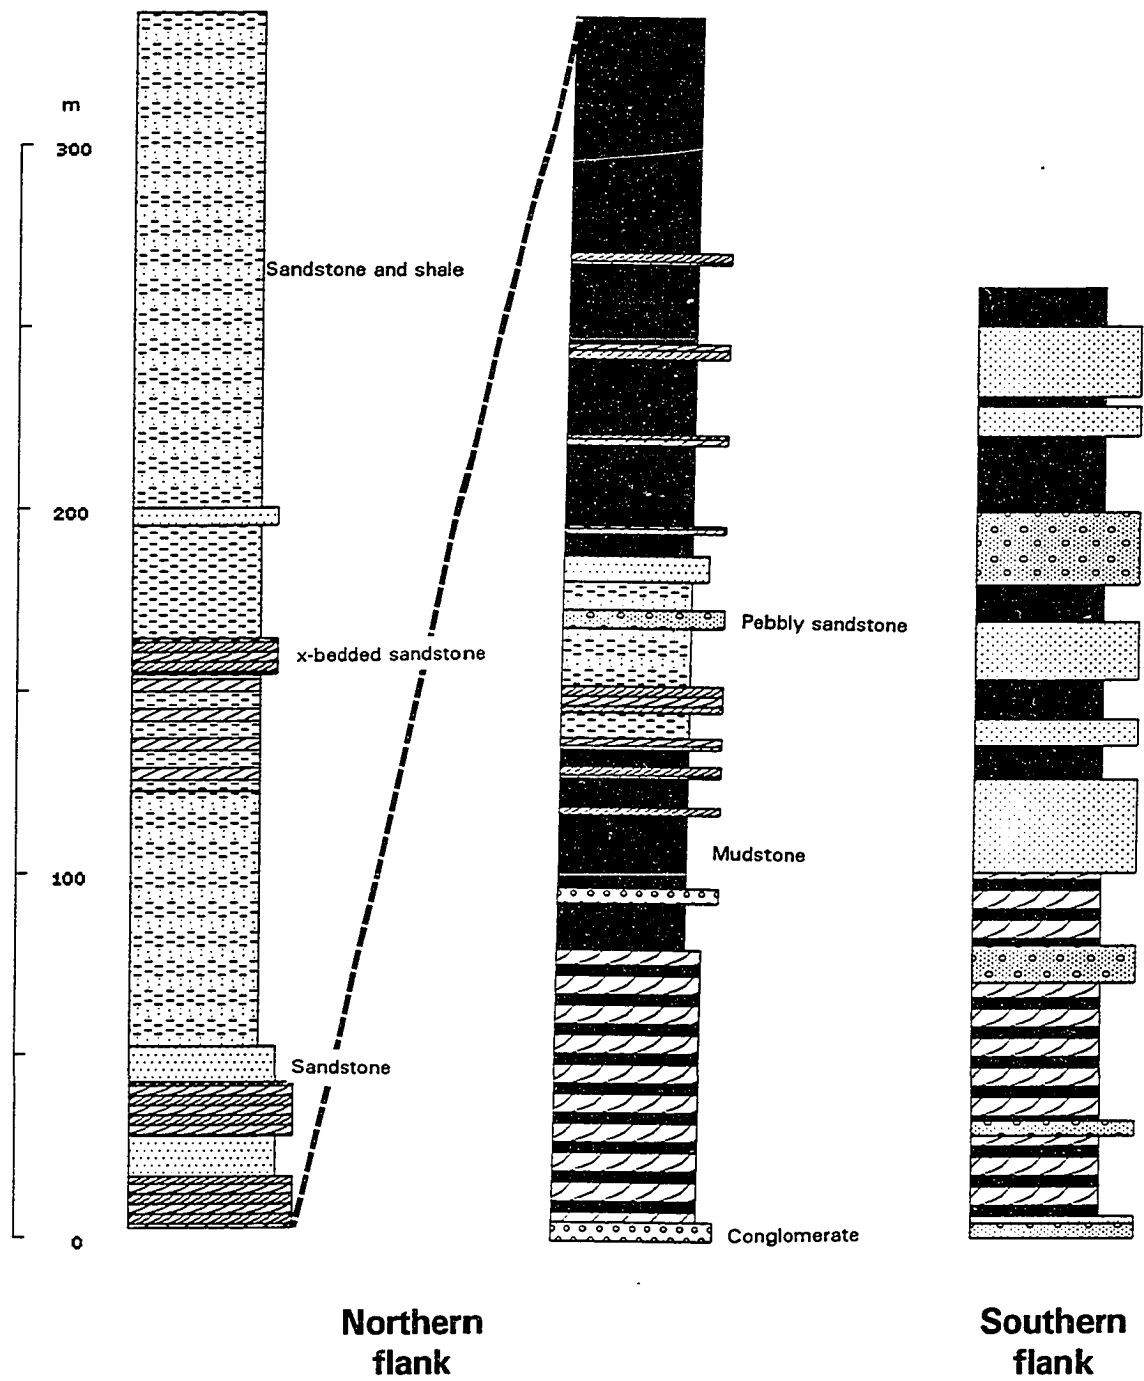 m
300
Sandstone and shale
200
Pebbly sandstone
x-bedded sandstone
Mudstone
100
Sandstone
Conglomerate
0
Northern
flank
Southern
flank